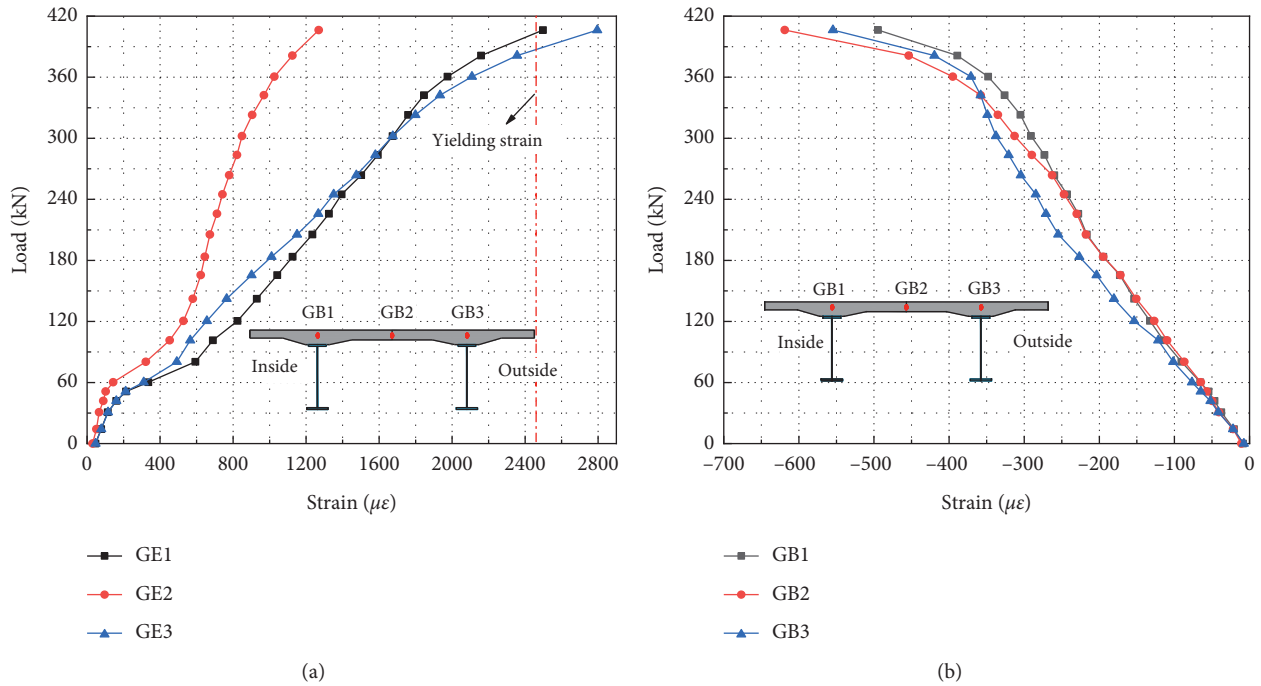 420
360
300
240
180
120
60
0
Load (kN)
0 400 800 1200 1600 2000 2400 2800
Strain (με)
Yielding strain
GB1 GB2 GB3
Inside
Outside
GE1
GE2
GE3
(a)
420
360
300
240
180
120
60
0
Load (kN)
−700 −600 −500 −400 −300 −200 −100 0
Strain (με)
GB1 GB2 GB3
Inside Outside
GB1
GB2
GB3
(b)